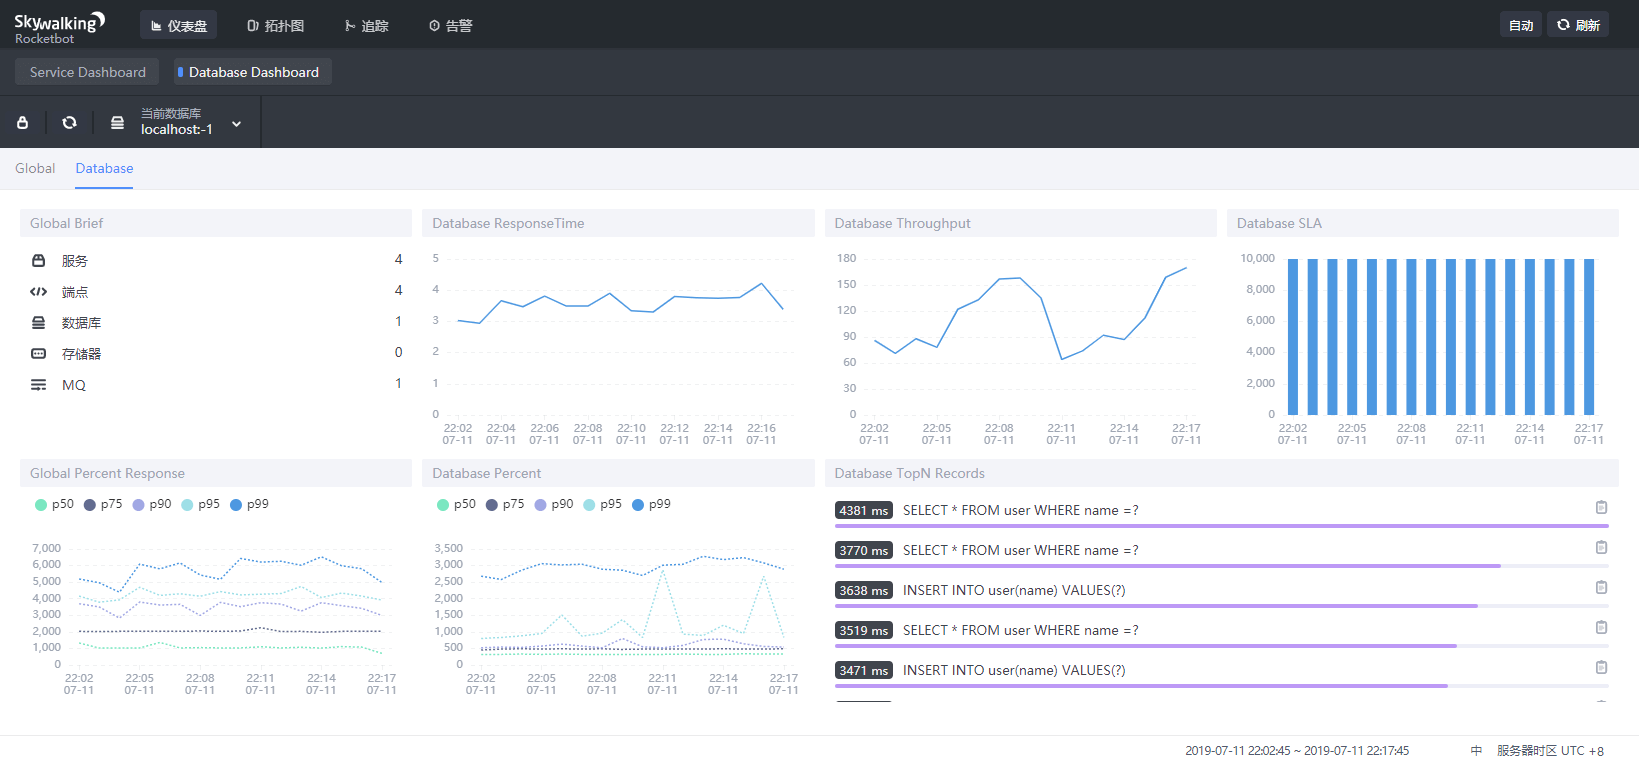 Skywalking
Rocketbot
仪表盘
拓扑图
追踪
告警
自动
刷新
Service Dashboard
Database Dashboard
当前数据库
localhost:-1
Global
Database
Global Brief
服务 4
端点 4
数据库 1
存储器 0
MQ 1
Database ResponseTime
5
4
3
2
1
0
22:02 22:04 22:06 22:08 22:10 22:12 22:14 22:16
07-11 07-11 07-11 07-11 07-11 07-11 07-11 07-11
Database Throughput
180
150
120
90
60
30
0
22:02 22:05 22:08 22:11 22:14 22:17
07-11 07-11 07-11 07-11 07-11 07-11
Database SLA
10,000
8,000
6,000
4,000
2,000
0
22:02 22:05 22:08 22:11 22:14 22:17
07-11 07-11 07-11 07-11 07-11 07-11
Global Percent Response
p50 p75 p90 p95 p99
7,000
6,000
5,000
4,000
3,000
2,000
1,000
0
22:02 22:05 22:08 22:11 22:14 22:17
07-11 07-11 07-11 07-11 07-11 07-11
Database Percent
p50 p75 p90 p95 p99
3,500
3,000
2,500
2,000
1,500
1,000
500
0
22:02 22:05 22:08 22:11 22:14 22:17
07-11 07-11 07-11 07-11 07-11 07-11
Database TopN Records
4381 ms SELECT * FROM user WHERE name =?
3770 ms SELECT * FROM user WHERE name =?
3638 ms INSERT INTO user(name) VALUES(?)
3519 ms SELECT * FROM user WHERE name =?
3471 ms INSERT INTO user(name) VALUES(?)
2019-07-11 22:02:45 ~ 2019-07-11 22:17:45
中
服务器时区 UTC +8